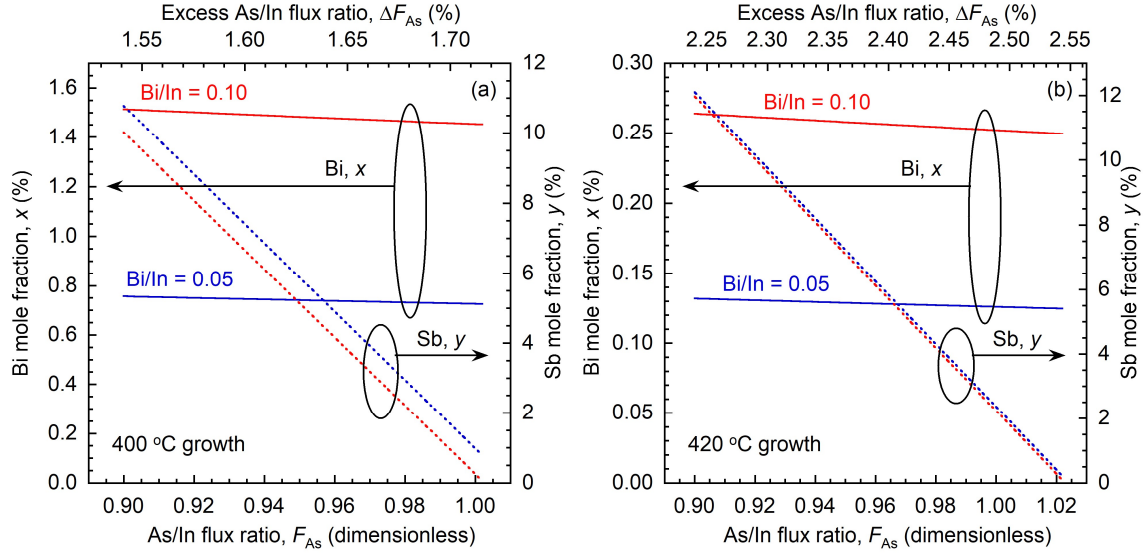 Excess As/In flux ratio, ΔF_As (%)
1.55 1.60 1.65 1.70
(a)
Bi/In = 0.10
Bi, x
Bi/In = 0.05
Sb, y
400 ºC growth
Bi mole fraction, x (%)
1.6
1.4
1.2
1.0
0.8
0.6
0.4
0.2
0.0
Sb mole fraction, y (%)
12
10
8
6
4
2
0
0.90 0.92 0.94 0.96 0.98 1.00
As/In flux ratio, F_As (dimensionless)
Excess As/In flux ratio, ΔF_As (%)
2.25 2.30 2.35 2.40 2.45 2.50 2.55
(b)
Bi/In = 0.10
Bi, x
Bi/In = 0.05
Sb, y
420 ºC growth
Bi mole fraction, x (%)
0.30
0.25
0.20
0.15
0.10
0.05
0.00
Sb mole fraction, y (%)
12
10
8
6
4
2
0
0.90 0.92 0.94 0.96 0.98 1.00 1.02
As/In flux ratio, F_As (dimensionless)